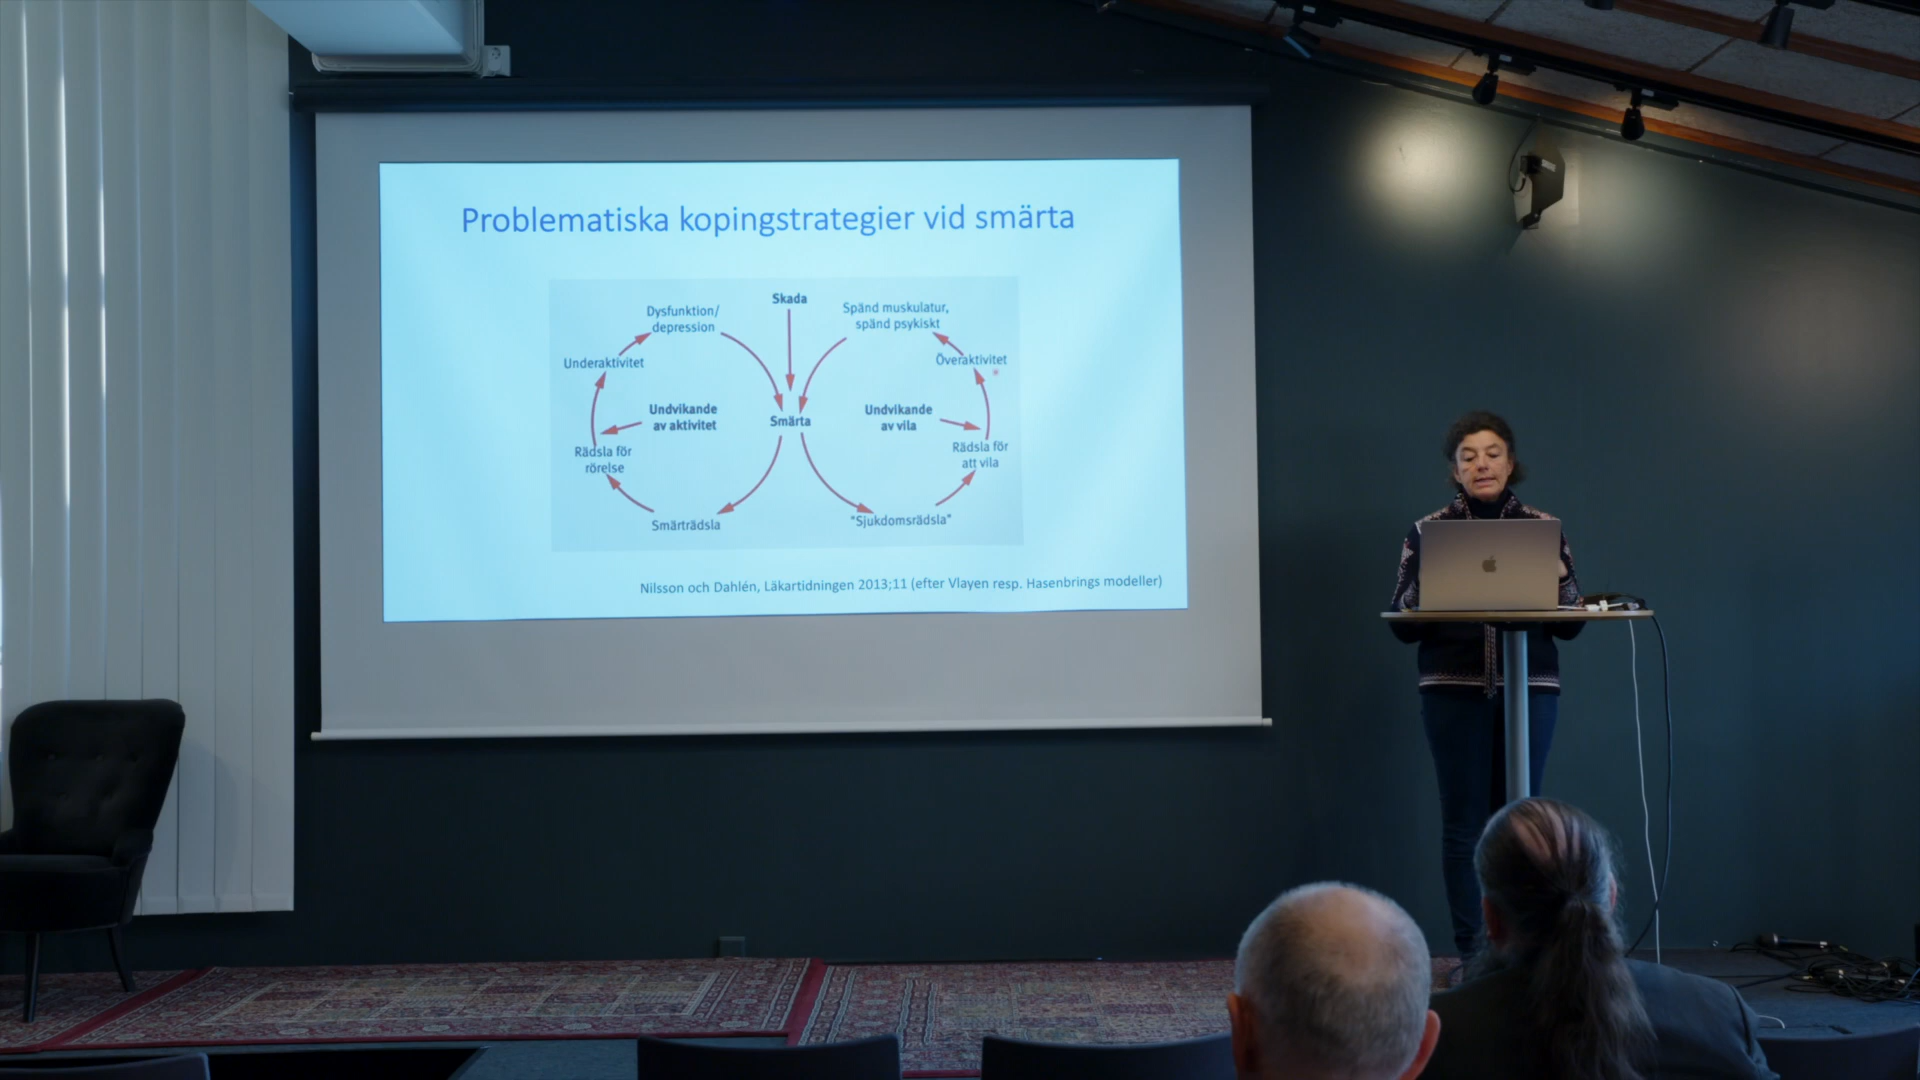 Problematiska kopingstrategier vid smärta
Skada
Dysfunktion/
depression
Spänd muskulatur,
spänd psykiskt
Underaktivitet
Överaktivitet
Undvikande
av aktivitet
Smärta
Undvikande
av vila
Rädsla för
rörelse
Rädsla för
att vila
Smärträdsla
"Sjukdomsrädsla"
Nilsson och Dahlén, Läkartidningen 2013;11 (efter Vlayen resp. Hasenbrings modeller)